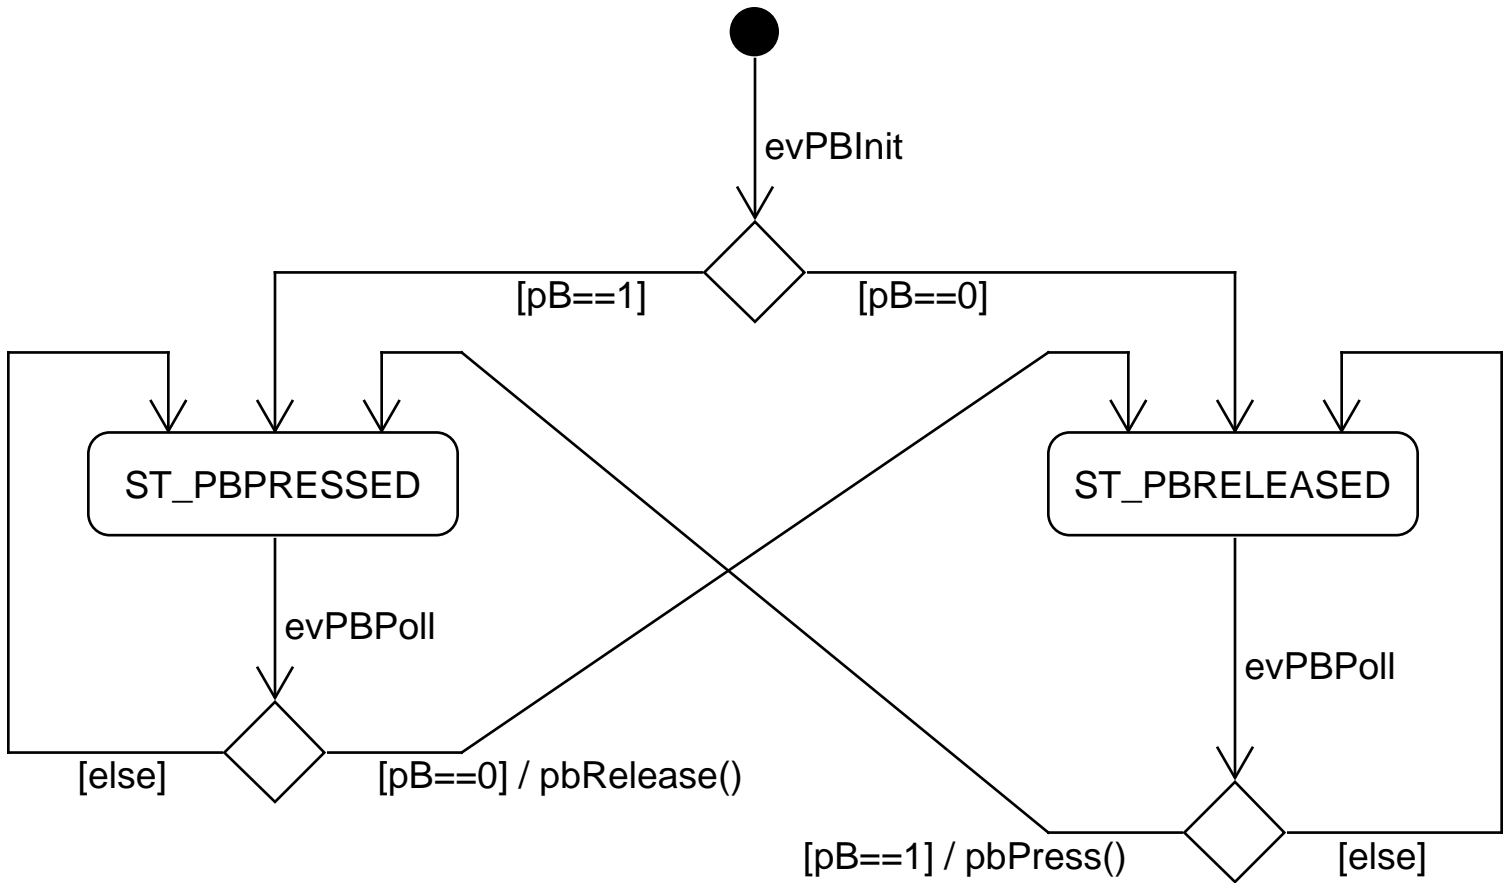 evPBInit
[pB==1]
[pB==0]
ST_PBPRESSED
ST_PBRELEASED
evPBPoll
evPBPoll
[else]
[pB==0] / pbRelease()
[pB==1] / pbPress()
[else]